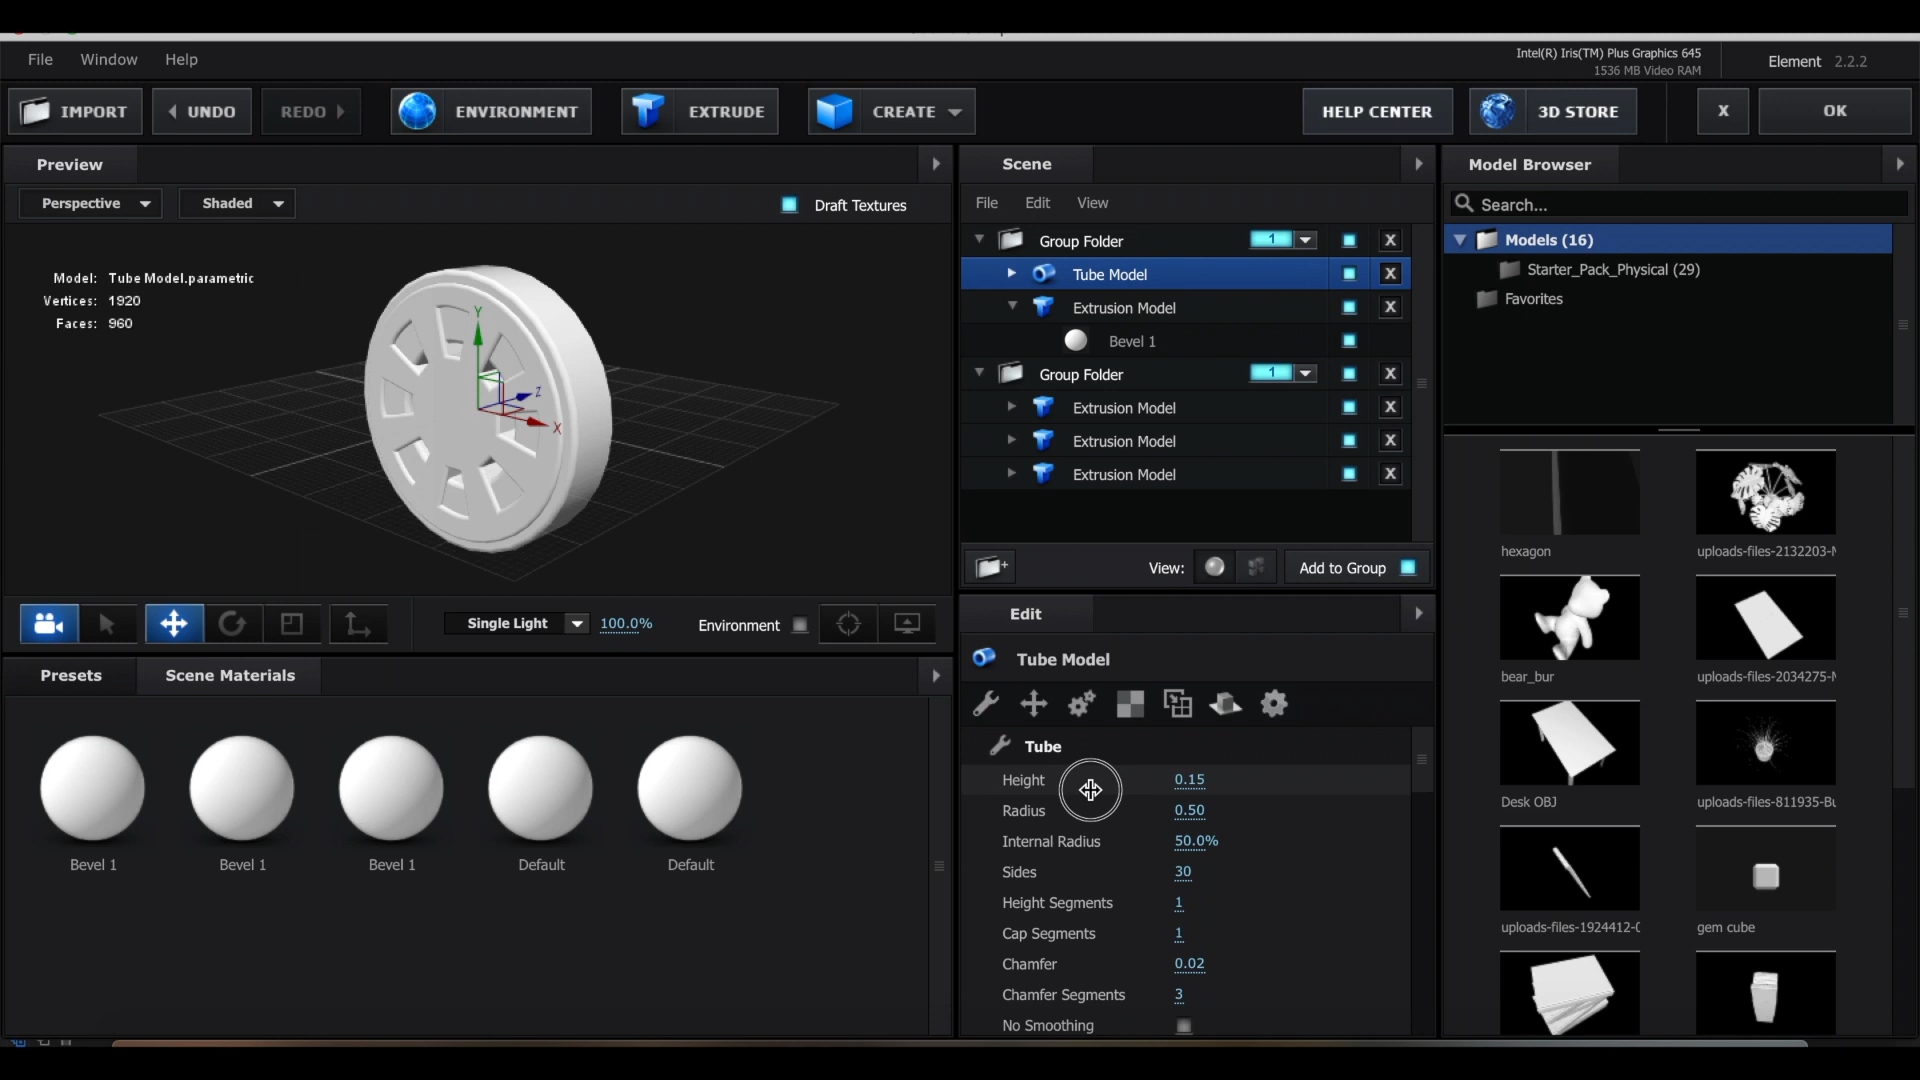 File Window Help
Intel(R) Iris(TM) Plus Graphics 645
1536 MB Video RAM
Element 2.2.2
IMPORT UNDO REDO ENVIRONMENT EXTRUDE CREATE HELP CENTER 3D STORE X OK
Preview
Perspective Shaded Draft Textures
Model: Tube Model.parametric
Vertices: 1920
Faces: 960
Y
Z
X
Single Light 100.0% Environment
Presets Scene Materials
Bevel 1 Bevel 1 Bevel 1 Default Default
Scene
File Edit View
Group Folder 1 X
Tube Model X
Extrusion Model X
Bevel 1
Group Folder 1 X
Extrusion Model X
Extrusion Model X
Extrusion Model X
View: Add to Group
Edit
Tube Model
Tube
Height 0.15
Radius 0.50
Internal Radius 50.0%
Sides 30
Height Segments 1
Cap Segments 1
Chamfer 0.02
Chamfer Segments 3
No Smoothing
Model Browser
Search...
Models (16)
Starter_Pack_Physical (29)
Favorites
hexagon uploads-files-2132203-
bear_bur uploads-files-2034275-
Desk OBJ uploads-files-811935-Bu
uploads-files-1924412- gem cube